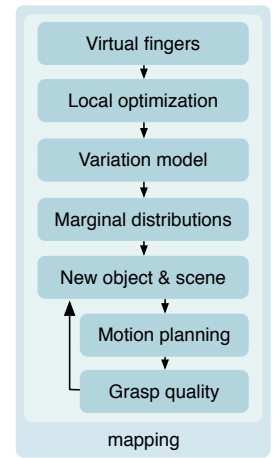 Virtual fingers
Local optimization
Variation model
Marginal distributions
New object & scene
Motion planning
Grasp quality
mapping